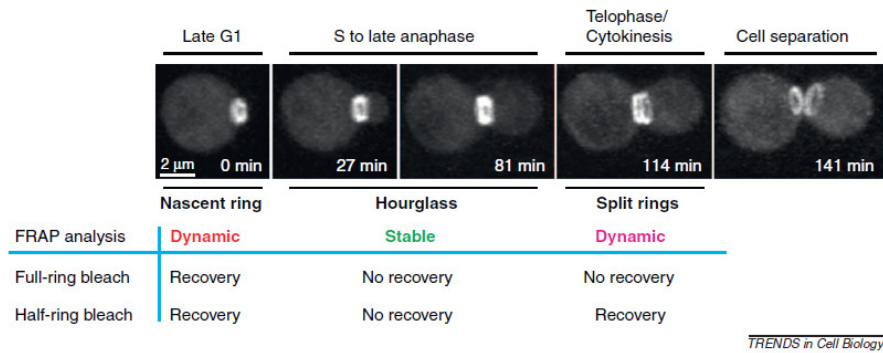 Late G1
S to late anaphase
Telophase/
Cytokinesis
Cell separation
2 μm
0 min
27 min
81 min
114 min
141 min
Nascent ring
Hourglass
Split rings
FRAP analysis Dynamic Stable Dynamic
Full-ring bleach Recovery No recovery No recovery
Half-ring bleach Recovery No recovery Recovery
TRENDS in Cell Biology